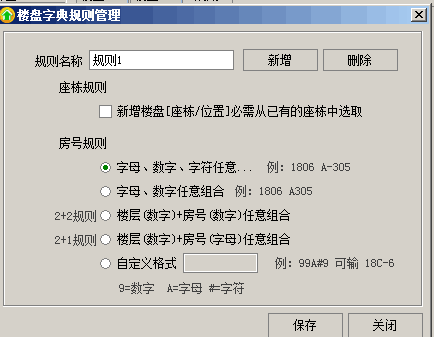 楼盘字典规则管理
规则名称 规则1 新增 删除
座栋规则
新增楼盘[座栋/位置]必需从已有的座栋中选取
房号规则
字母、数字、字符任意... 例: 1806 A-305
字母、数字任意组合 例: 1806 A305
2+2规则 楼层(数字)+房号(数字)任意组合
2+1规则 楼层(数字)+房号(字母)任意组合
自定义格式 例: 99A#9 可输 18C-6
9=数字 A=字母 #=字符
保存 关闭